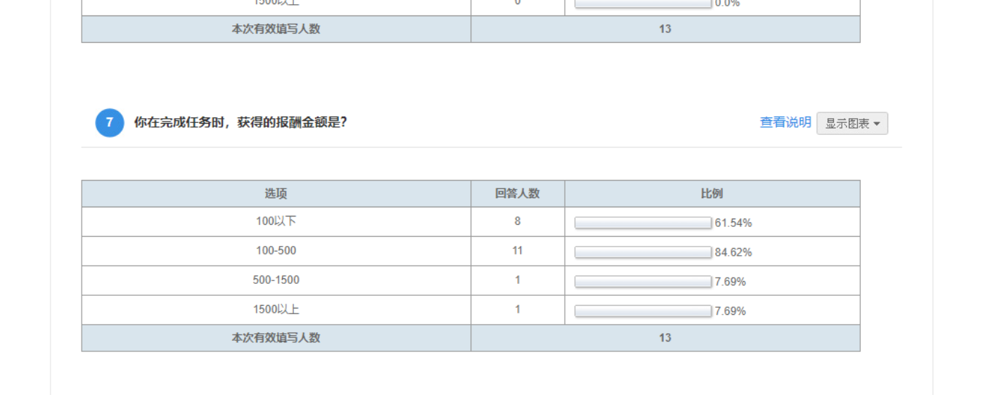 1500以上 0 0.0%
本次有效填写人数 13
7 你在完成任务时，获得的报酬金额是？ 查看说明 显示图表
选项 回答人数 比例
100以下 8 61.54%
100-500 11 84.62%
500-1500 1 7.69%
1500以上 1 7.69%
本次有效填写人数 13